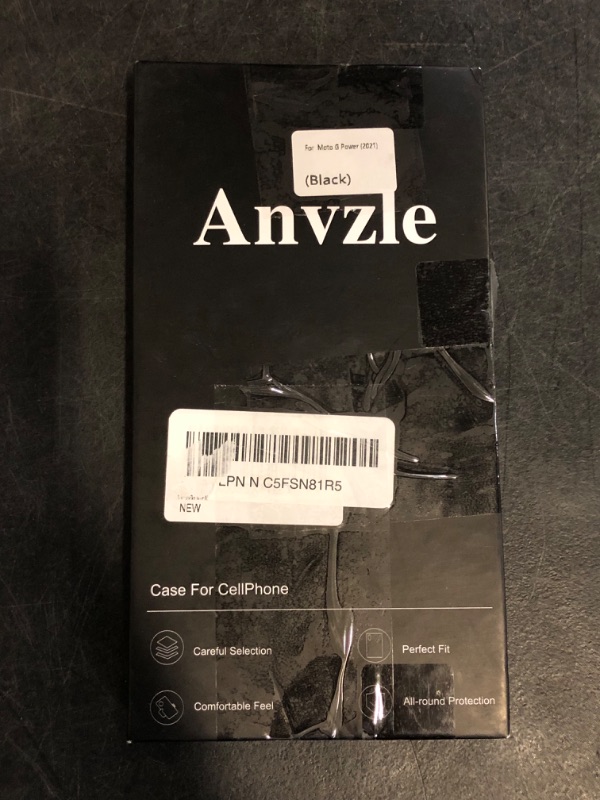 For Moto G Power (2021)
(Black)
Anvzle
LPN N C5FSN81R5
NEW
Case For CellPhone
Careful Selection
Perfect Fit
Comfortable Feel
All-round Protection